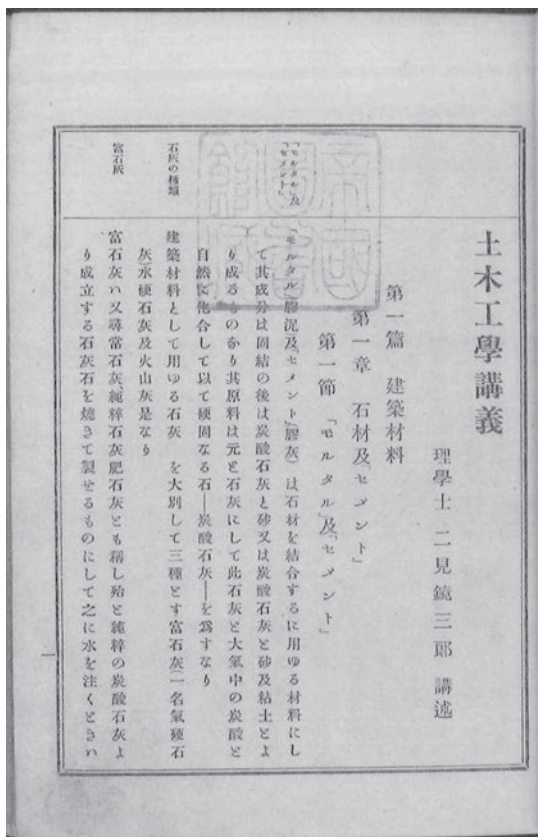 土木工學講義
理學士 二見鏡三郎 講述
第一篇 建築材料
第一章 石材及「セメント」
第一節 「モルタル」及「セメント」
「モルタル」及
「セメント」
「モルタル」(膠泥)及「セメント」(膠灰)は石材を結合するに用ゆる材料にし
て其成分は固結の後は炭酸石灰と砂又は炭酸石灰と砂及粘土とよ
り成るものなり其原料は元と石灰にして此石灰と大氣中の炭酸と
自然に化合して以て硬固なる石―炭酸石灰―を爲すなり
石灰の種類
建築材料として用ゆる石灰 を大別して三種とす富石灰(一名氣硬石
灰)水硬石灰及火山灰是なり
富石灰
富石灰ハ又尋常石灰、純粹石灰肥石灰とも稱し殆と純粹の炭酸石灰よ
り成立する石灰石を燒きて製せるものにして之に水を注くときハ
一